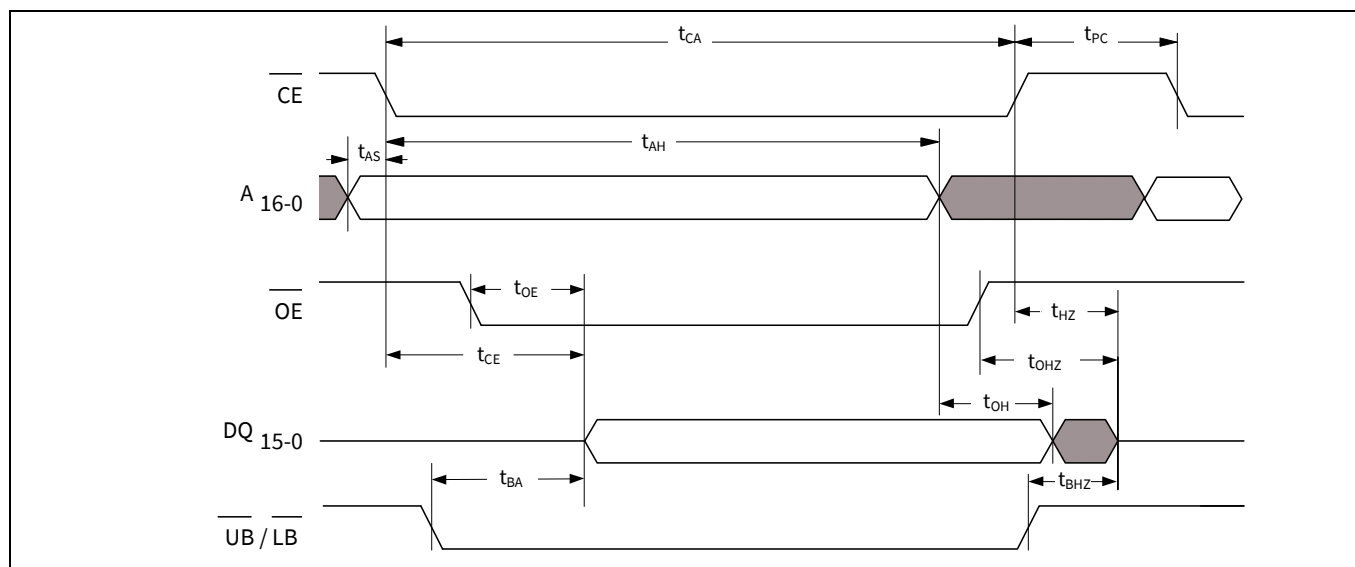 tCA tPC
CE
tAS tAH
A 16-0
tOE
OE tHZ
tCE tOHZ
tOH
DQ 15-0
tBA tBHZ
UB / LB